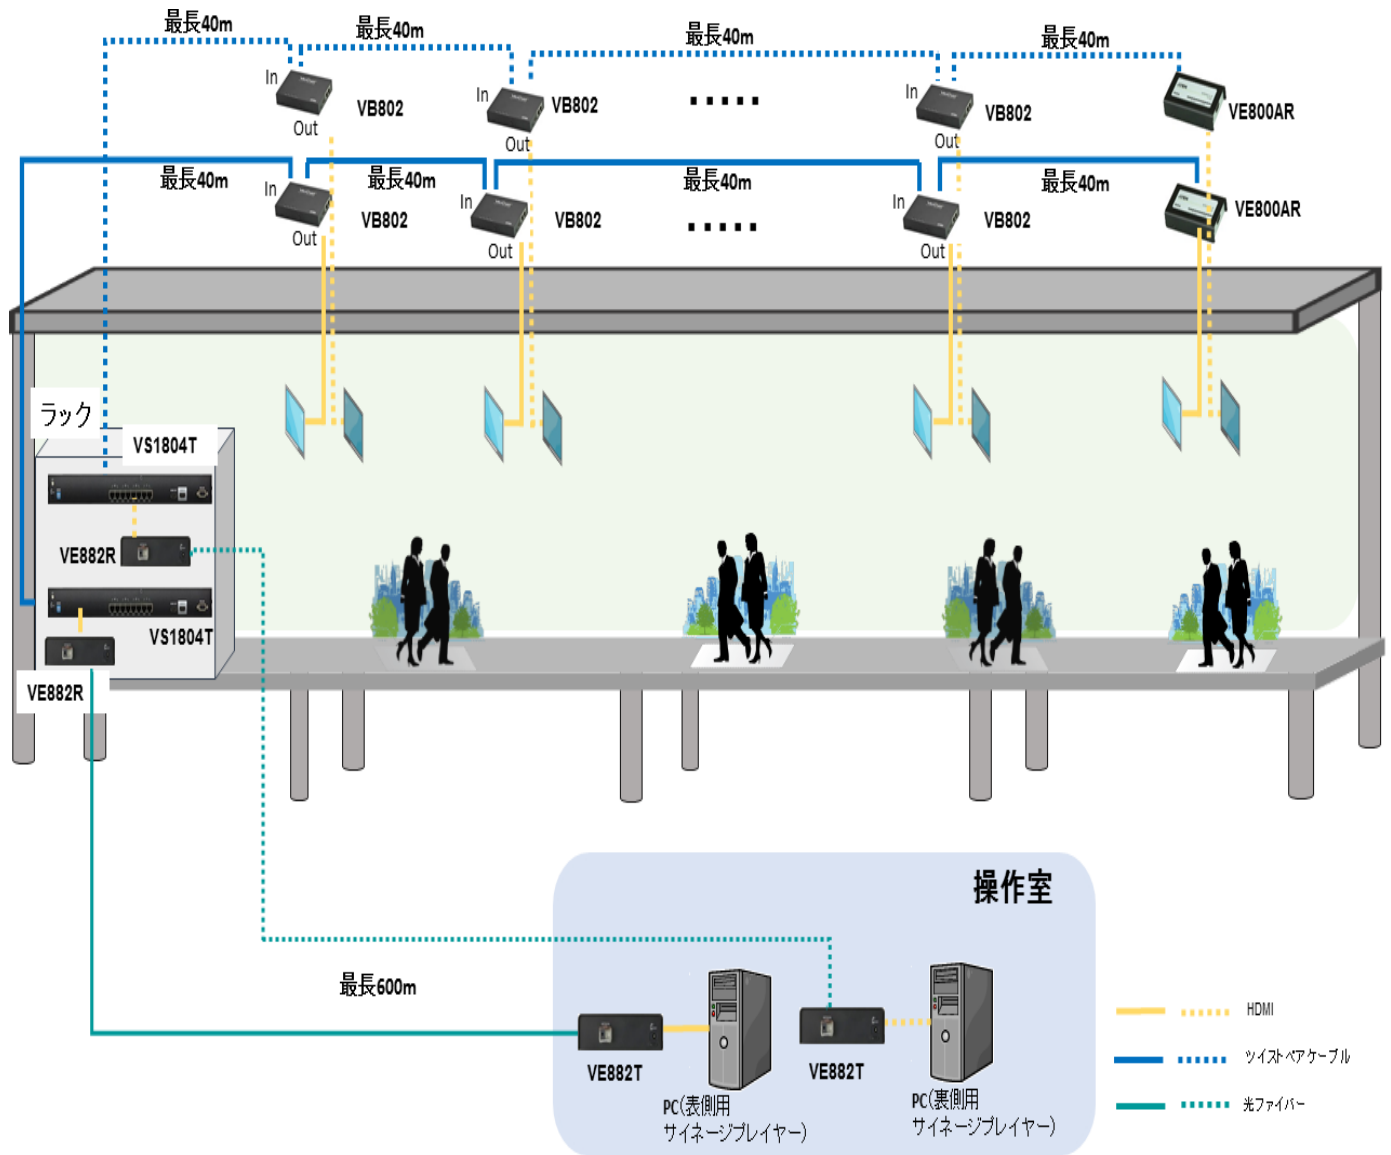 最長40m
最長40m
最長40m
最長40m
In
VB802
Out
In
VB802
Out
In
VB802
Out
VE800AR
最長40m
最長40m
最長40m
最長40m
In
VB802
Out
In
VB802
Out
In
VB802
Out
VE800AR
ラック
VS1804T
VE882R
VS1804T
VE882R
操作室
最長600m
VE882T
PC(表側用
サイネージプレイヤー)
VE882T
PC(裏側用
サイネージプレイヤー)
HDMI
ツイストペアケーブル
光ファイバー